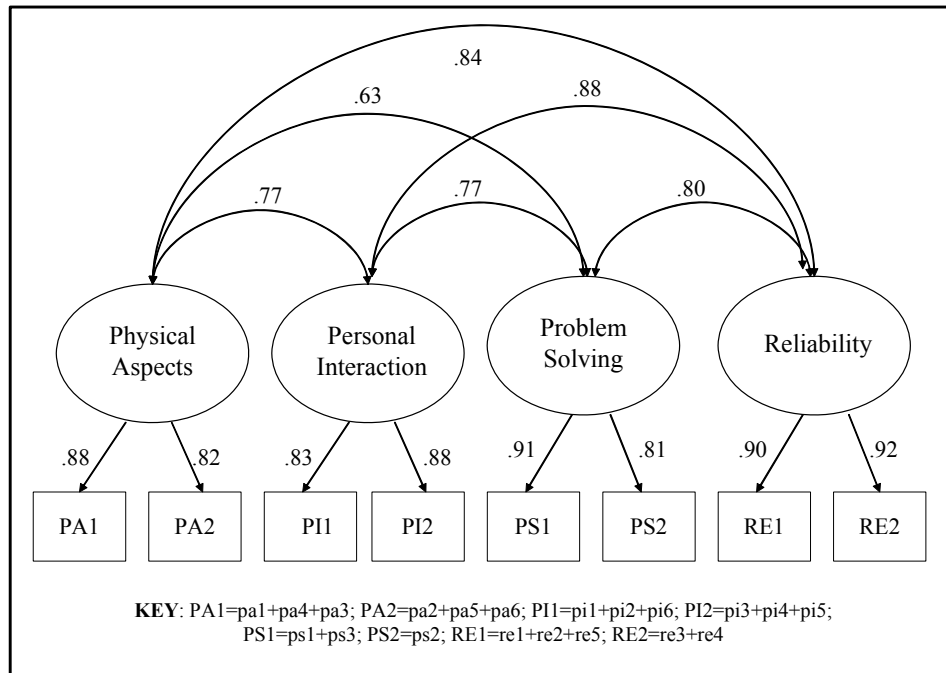 .84
.63
.88
.77
.77
.80
Physical
Aspects
Personal
Interaction
Problem
Solving
Reliability
.88
.82
.83
.88
.91
.81
.90
.92
PA1
PA2
PI1
PI2
PS1
PS2
RE1
RE2
KEY: PA1=pa1+pa4+pa3; PA2=pa2+pa5+pa6; PI1=pi1+pi2+pi6; PI2=pi3+pi4+pi5;
PS1=ps1+ps3; PS2=ps2; RE1=re1+re2+re5; RE2=re3+re4